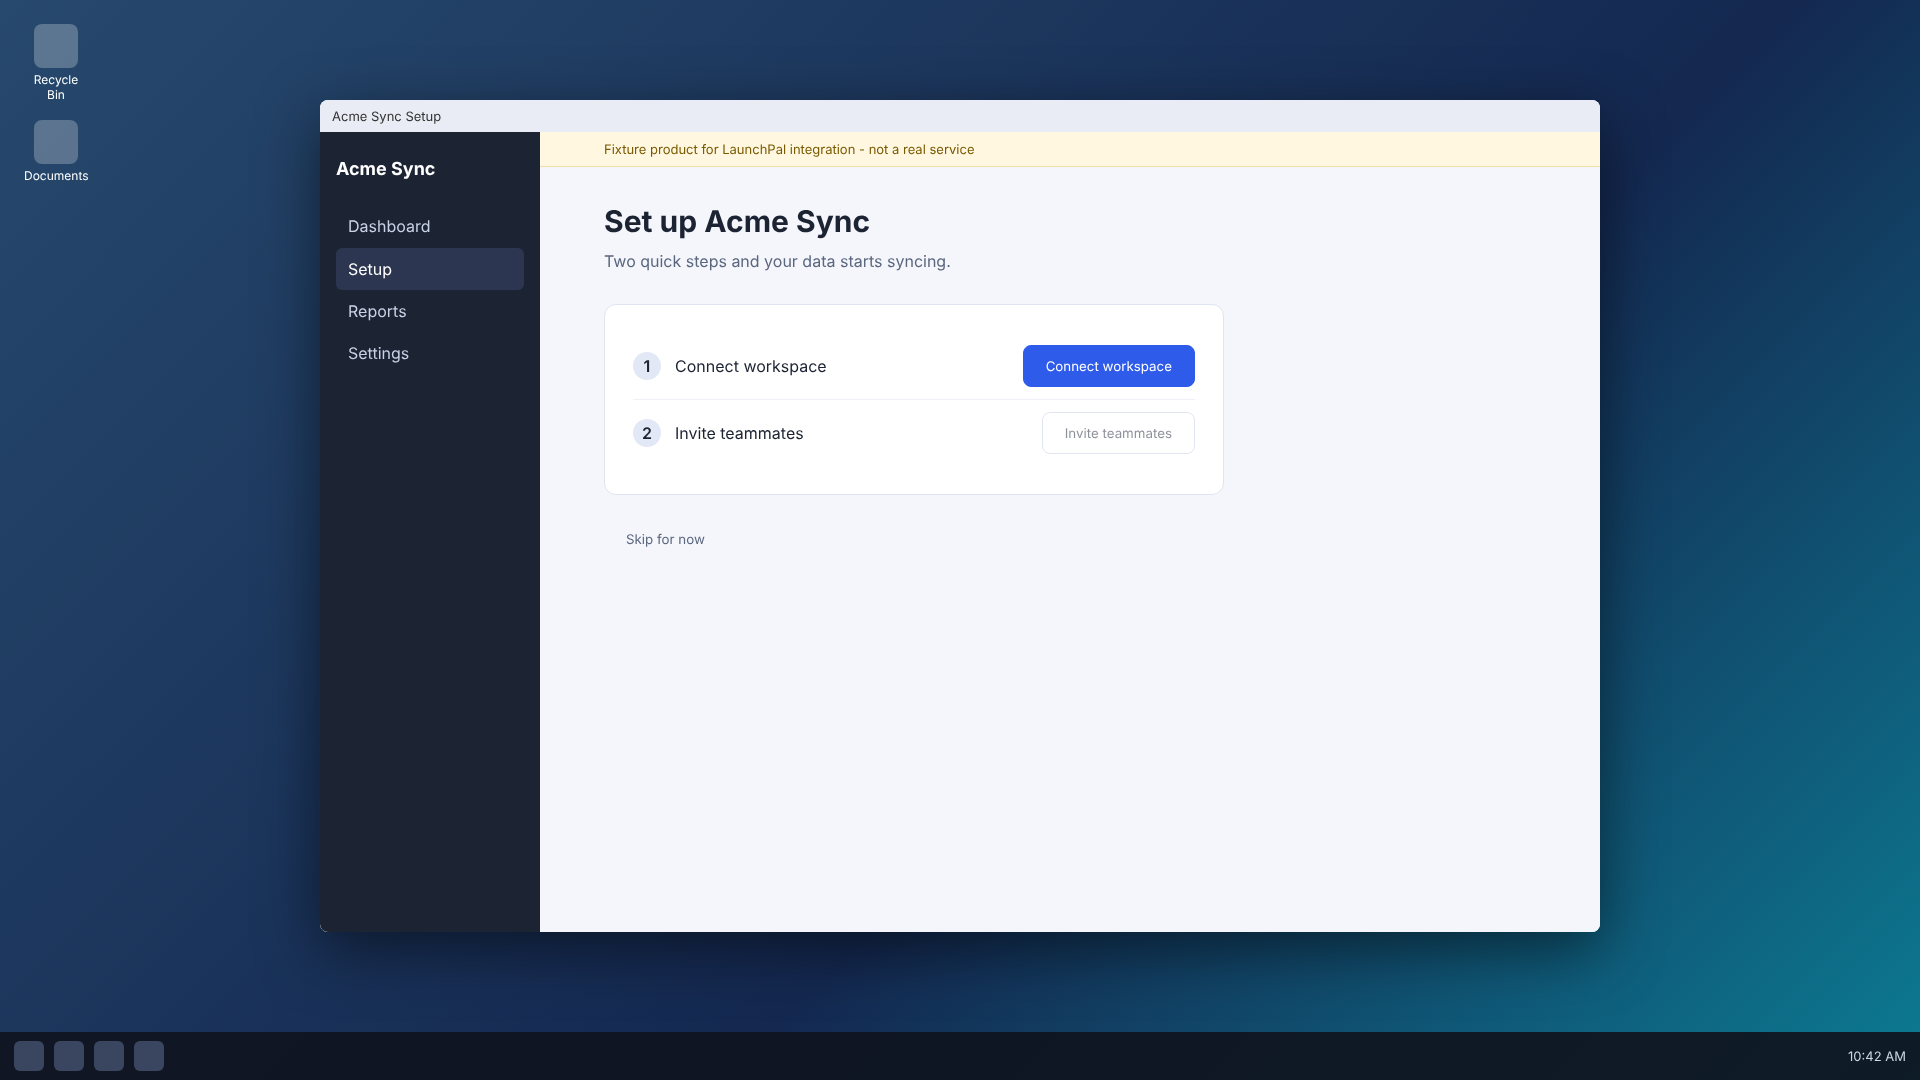 Recycle
Bin
Documents
Acme Sync Setup
Acme Sync
Dashboard
Setup
Reports
Settings
Fixture product for LaunchPal integration - not a real service
Set up Acme Sync
Two quick steps and your data starts syncing.
1 Connect workspace Connect workspace
2 Invite teammates Invite teammates
Skip for now
10:42 AM